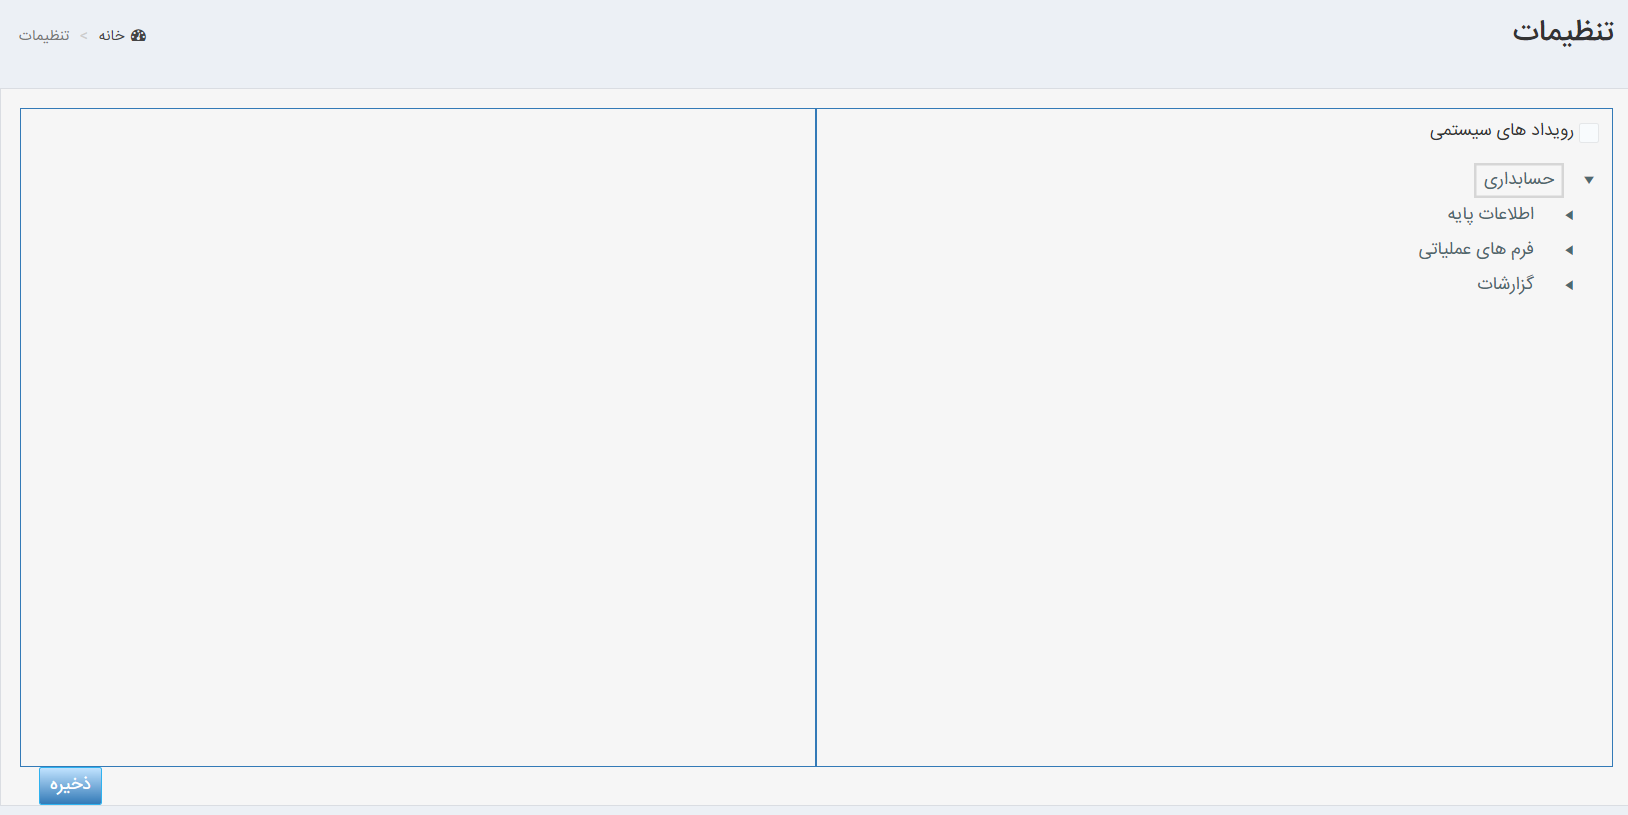 تنظیمات
خانه > تنظیمات
رویداد های سیستمی
حسابداری
اطلاعات پایه
فرم های عملیاتی
گزارشات
ذخیره